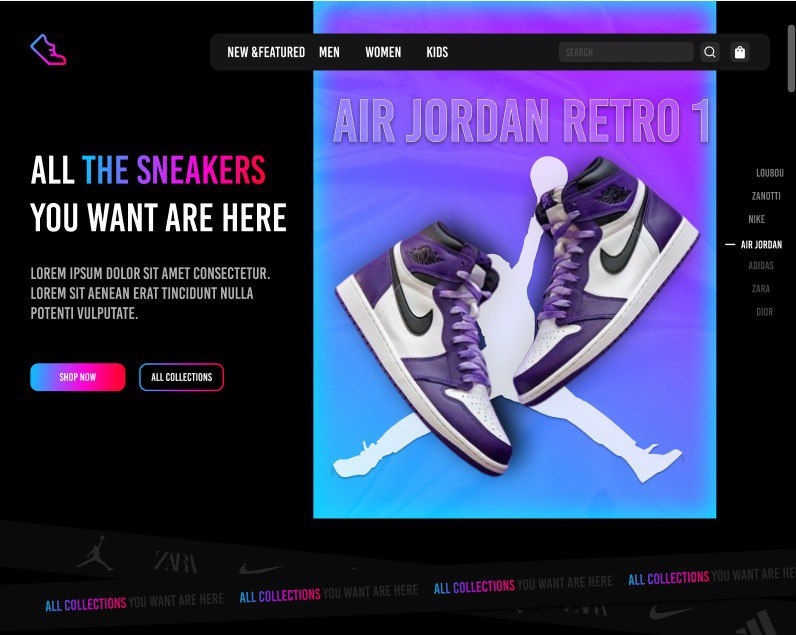 NEW &FEATURED MEN WOMEN KIDS SEARCH
AIR JORDAN RETRO 1
ALL THE SNEAKERS
YOU WANT ARE HERE
LOREM IPSUM DOLOR SIT AMET CONSECTETUR.
LOREM SIT AENEAN ERAT TINCIDUNT NULLA
POTENTI VULPUTATE.
SHOP NOW ALL COLLECTIONS
LOUBOU
ZANOTTI
NIKE
AIR JORDAN
ADIDAS
ZARA
DIOR
ZARA
ALL COLLECTIONS YOU WANT ARE HERE ALL COLLECTIONS YOU WANT ARE HERE ALL COLLECTIONS YOU WANT ARE HERE ALL COLLECTIONS YOU WANT ARE HE